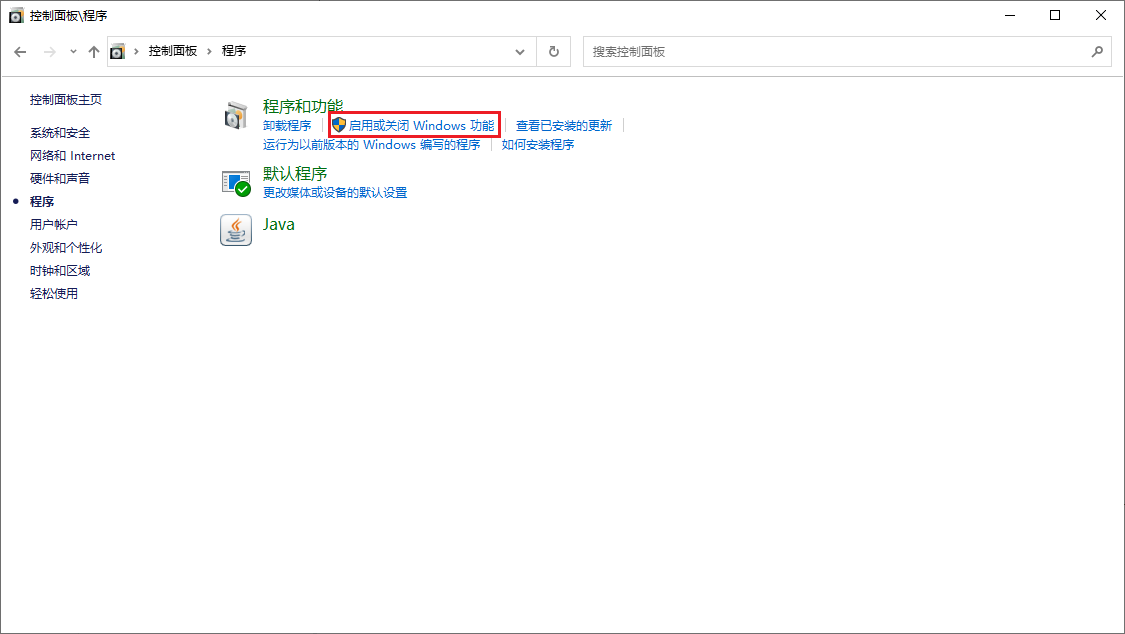 控制面板\程序
控制面板 › 程序
搜索控制面板
控制面板主页
系统和安全
网络和 Internet
硬件和声音
程序
用户帐户
外观和个性化
时钟和区域
轻松使用
程序和功能
卸载程序 启用或关闭 Windows 功能 查看已安装的更新
运行为以前版本的 Windows 编写的程序 如何安装程序
默认程序
更改媒体或设备的默认设置
Java